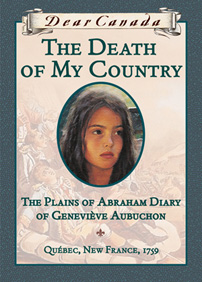 Dear Canada
THE DEATH
OF MY COUNTRY
THE PLAINS OF ABRAHAM DIARY
OF GENEVIÈVE AUBUCHON
QUÉBEC, NEW FRANCE, 1759